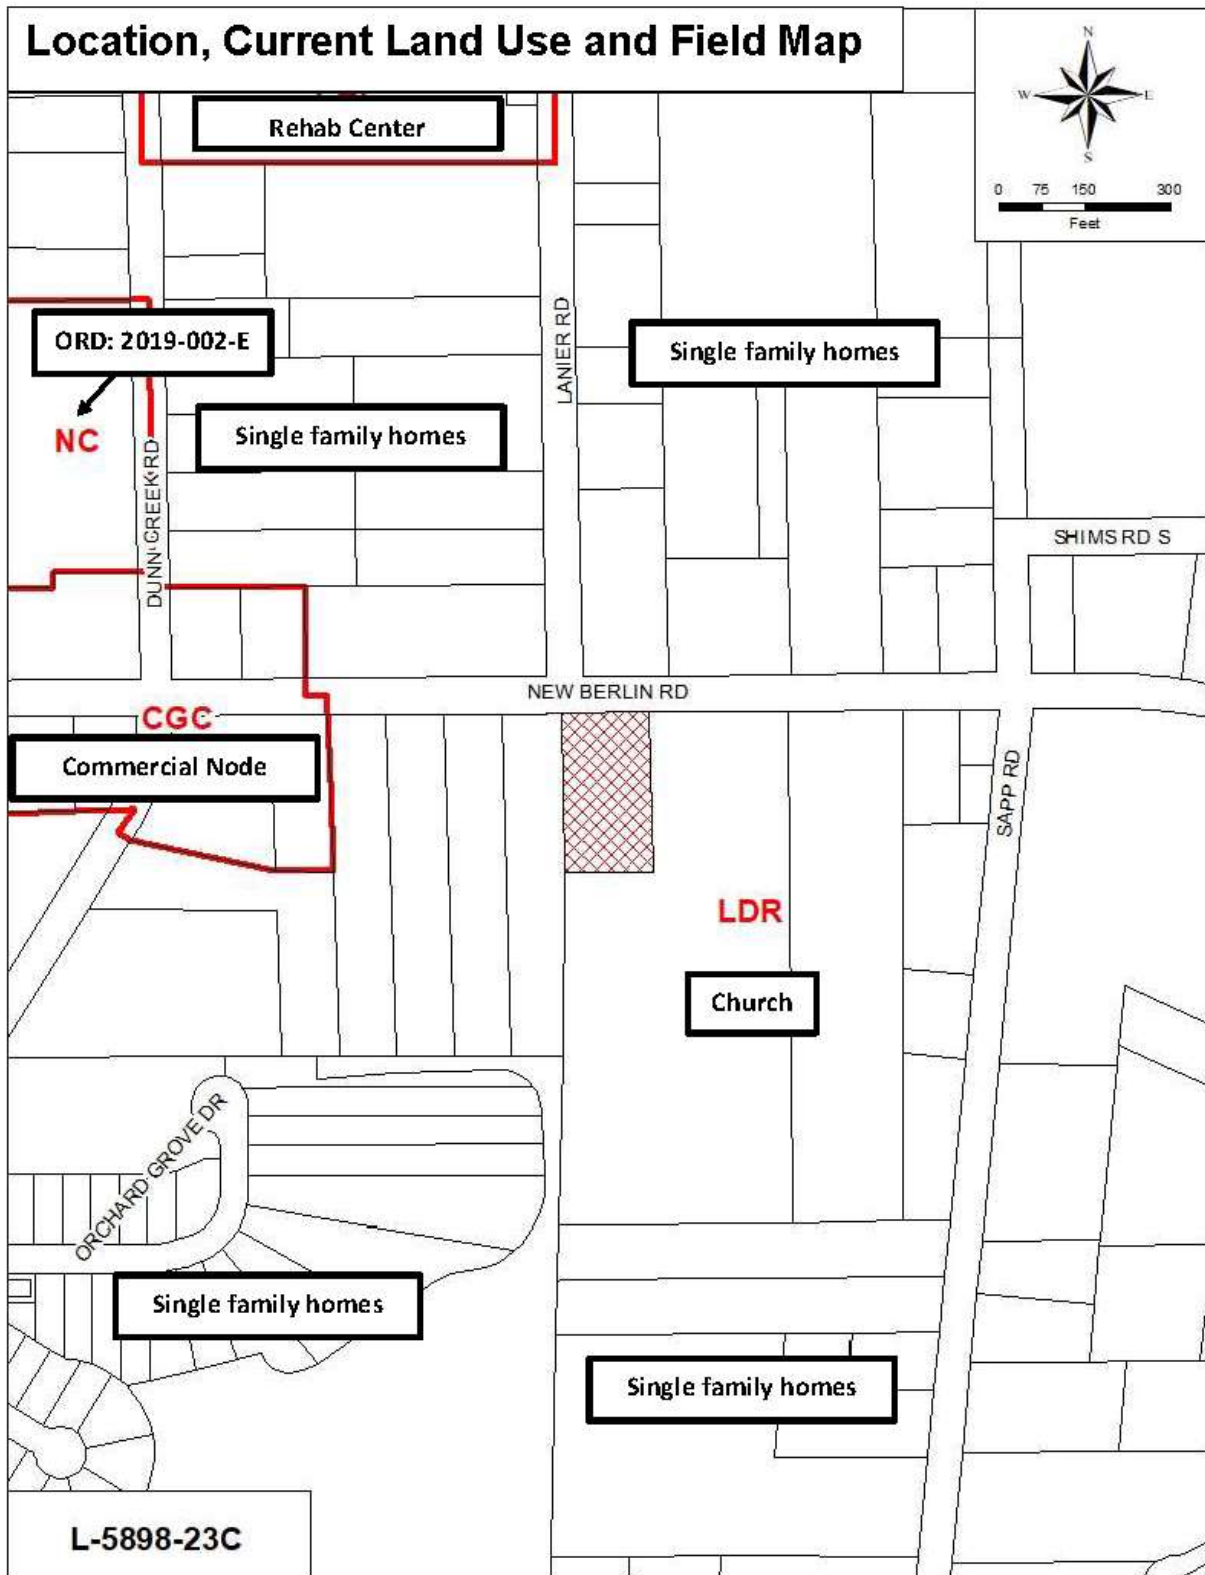 Location, Current Land Use and Field Map
N
W E
S
0 75 150 300
Feet
Rehab Center
ORD: 2019-002-E
NC
DUNN CREEK RD
Single family homes
LANIER RD
Single family homes
SHIMS RD S
NEW BERLIN RD
CGC
Commercial Node
SAPP RD
LDR
Church
ORCHARD GROVE DR
Single family homes
Single family homes
L-5898-23C